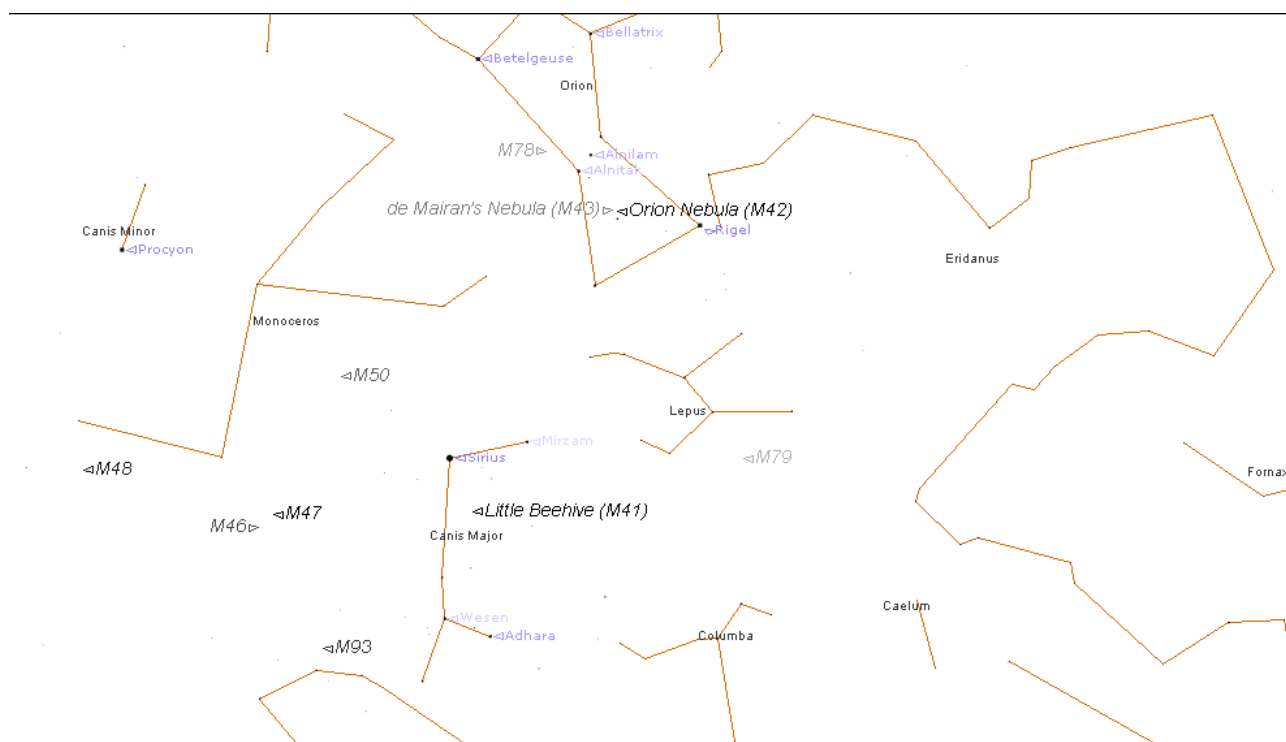 Bellatrix
Betelgeuse
Orion
M78
Alnilam
Alnitak
de Mairan's Nebula (M43)
Orion Nebula (M42)
Rigel
Canis Minor
Procyon
Eridanus
Monoceros
M50
Lepus
Mirzam
Sirius
M79
M48
Fornax
M46
M47
Little Beehive (M41)
Canis Major
Caelum
Wesen
Adhara
Columba
M93